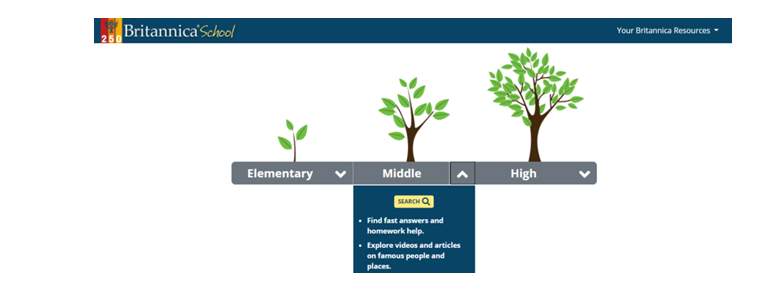 250 Britannica School
Your Britannica Resources
Elementary
Middle
High
SEARCH
• Find fast answers and
homework help.
• Explore videos and articles
on famous people and
places.